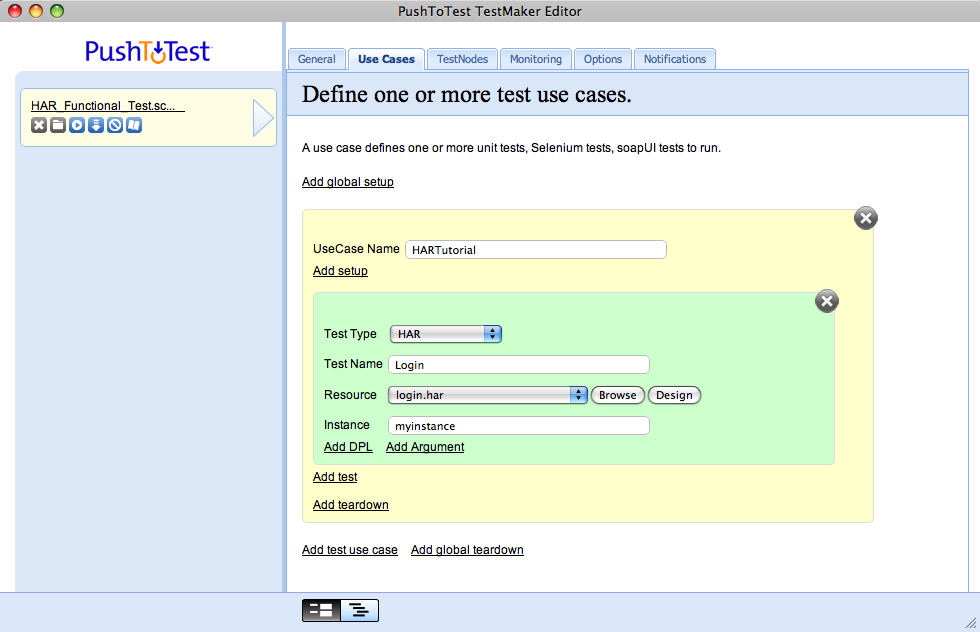 PushToTest TestMaker Editor
PushToTest
HAR_Functional_Test.sc...
General Use Cases TestNodes Monitoring Options Notifications
Define one or more test use cases.
A use case defines one or more unit tests, Selenium tests, soapUI tests to run.
Add global setup
UseCase Name HARTutorial
Add setup
Test Type HAR
Test Name Login
Resource login.har Browse Design
Instance myinstance
Add DPL Add Argument
Add test
Add teardown
Add test use case Add global teardown